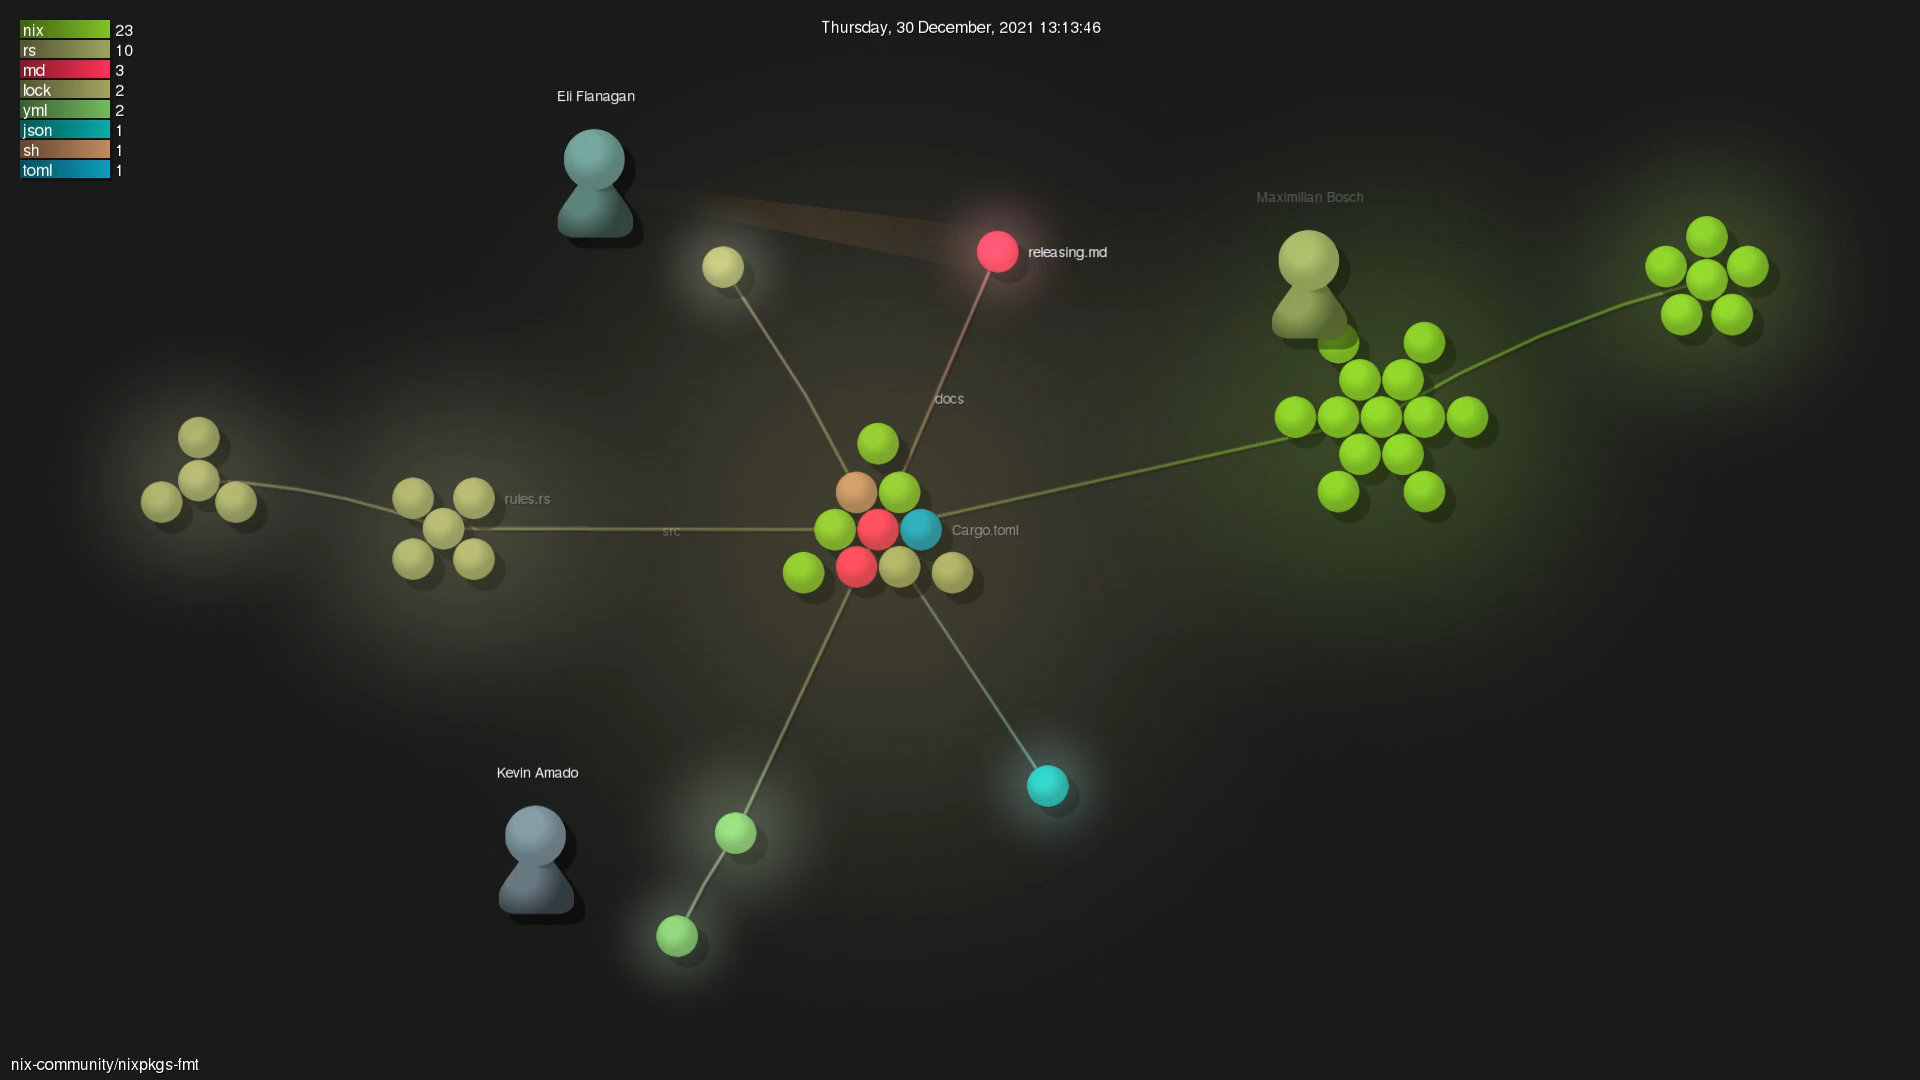 nix 23
rs 10
md 3
lock 2
yml 2
json 1
sh 1
toml 1
Thursday, 30 December, 2021 13:13:46
Eli Flanagan
Maximilian Bosch
releasing.md
docs
rules.rs
src
Cargo.toml
Kevin Amado
nix-community/nixpkgs-fmt